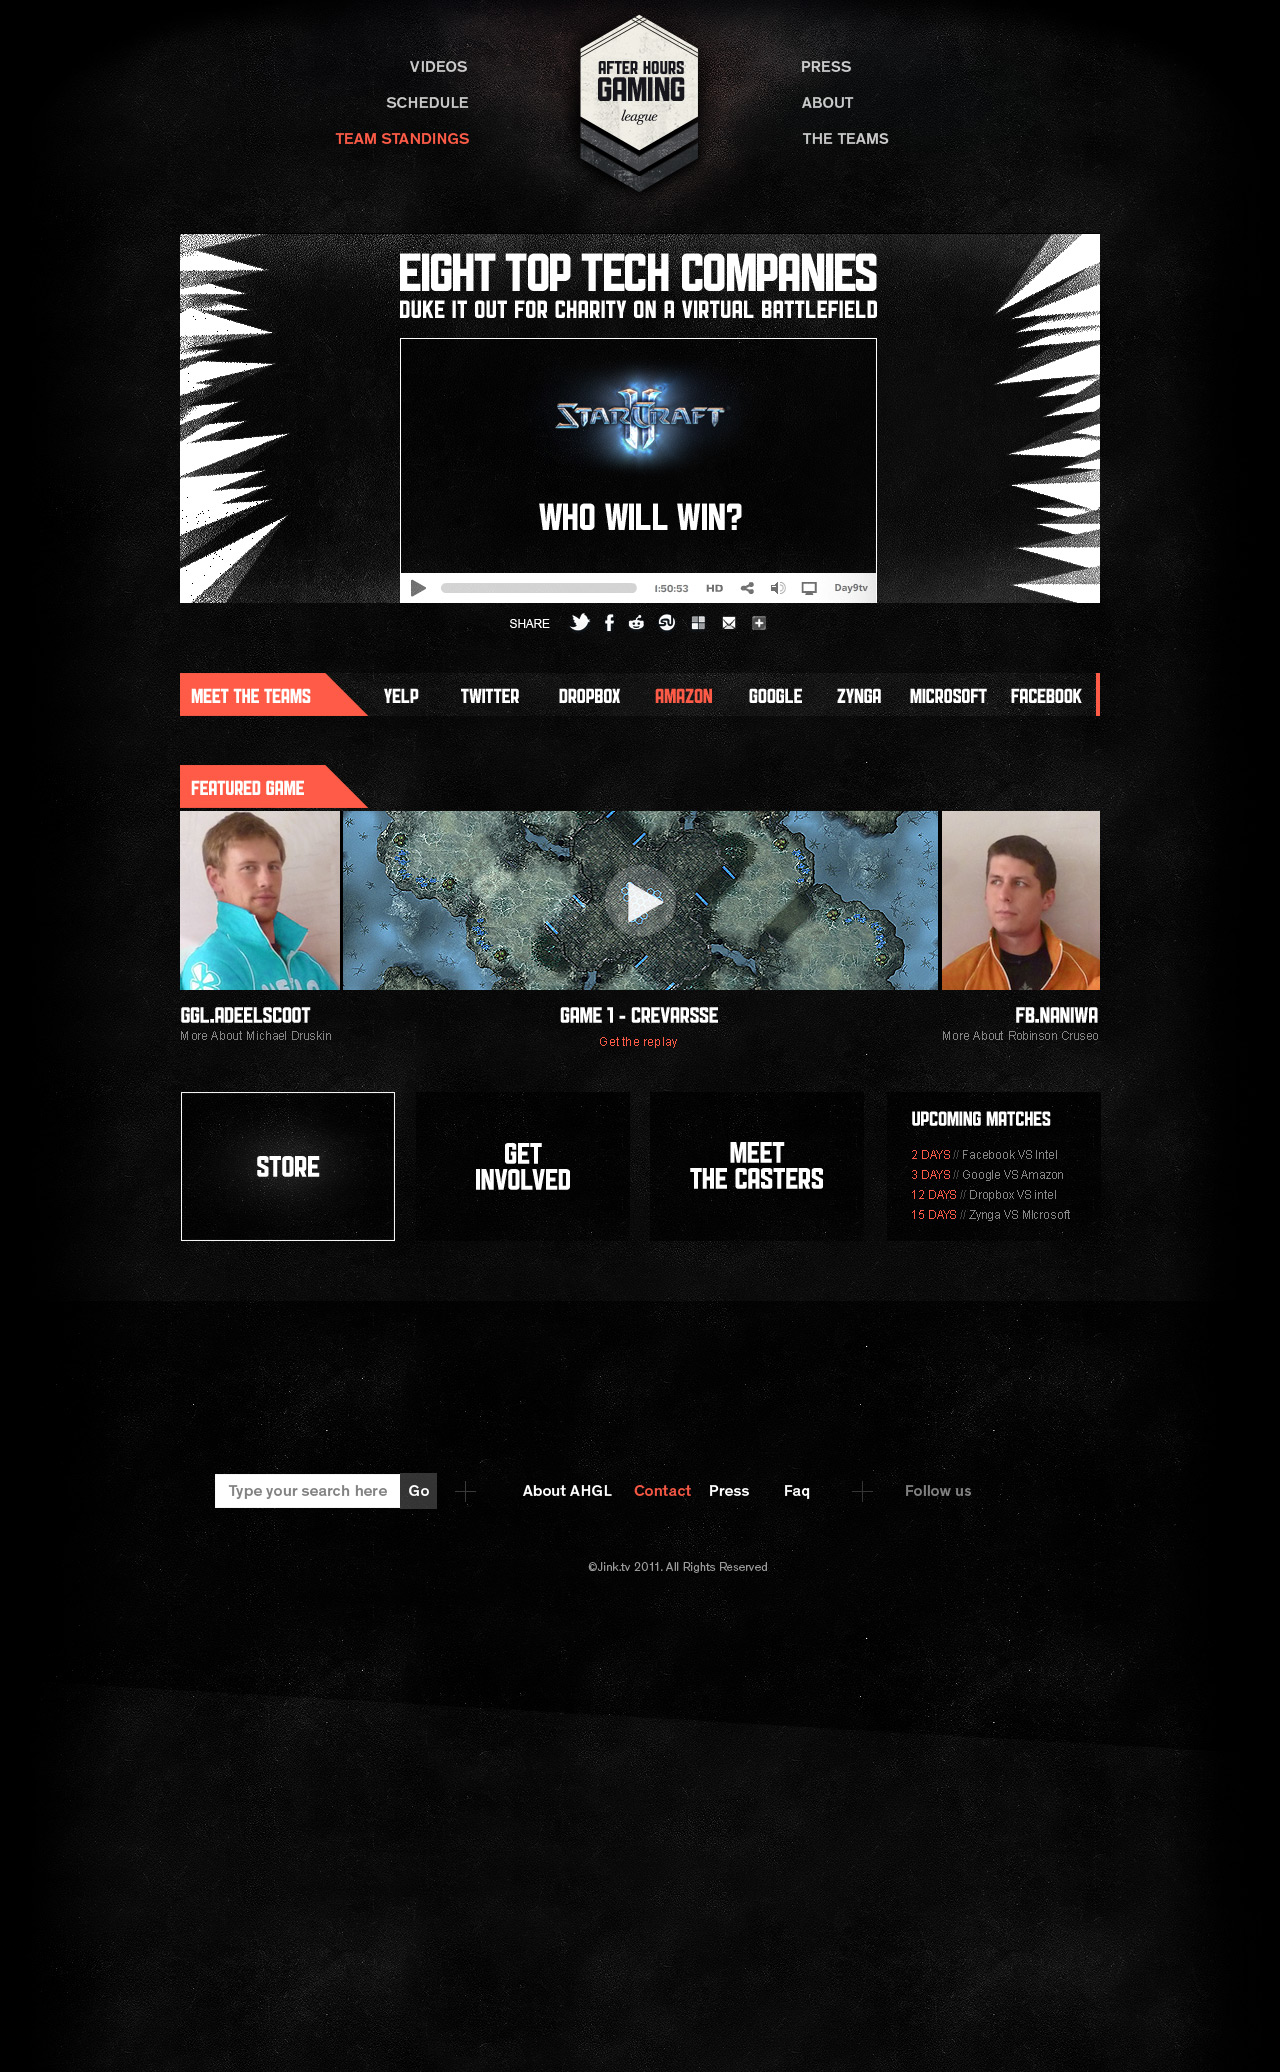 VIDEOS
SCHEDULE
TEAM STANDINGS
AFTER HOURS
GAMING
league
PRESS
ABOUT
THE TEAMS
EIGHT TOP TECH COMPANIES
DUKE IT OUT FOR CHARITY ON A VIRTUAL BATTLEFIELD
STARCRAFT
II
WHO WILL WIN?
1:50:53 HD Day9tv
SHARE
MEET THE TEAMS YELP TWITTER DROPBOX AMAZON GOOGLE ZYNGA MICROSOFT FACEBOOK
FEATURED GAME
GGL.ADEELSCOOT
More About Michael Druskin
GAME 1 - CREVARSSE
Get the replay
FB.NANIWA
More About Robinson Cruseo
STORE
GET
INVOLVED
MEET
THE CASTERS
UPCOMING MATCHES
2 DAYS // Facebook VS Intel
3 DAYS // Google VS Amazon
12 DAYS // Dropbox VS intel
15 DAYS // Zynga VS MIcrosoft
Type your search here Go About AHGL Contact Press Faq Follow us
©Jink.tv 2011. All Rights Reserved